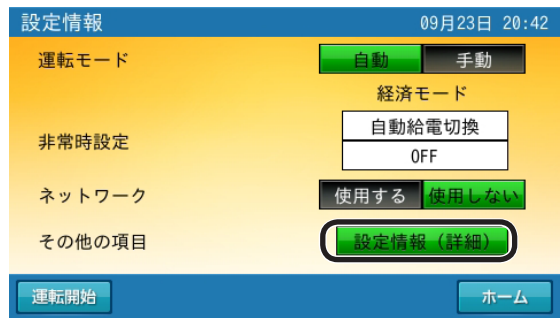 設定情報 09月23日 20:42
運転モード 自動 手動
経済モード
非常時設定 自動給電切換
OFF
ネットワーク 使用する 使用しない
その他の項目 設定情報（詳細）
運転開始 ホーム